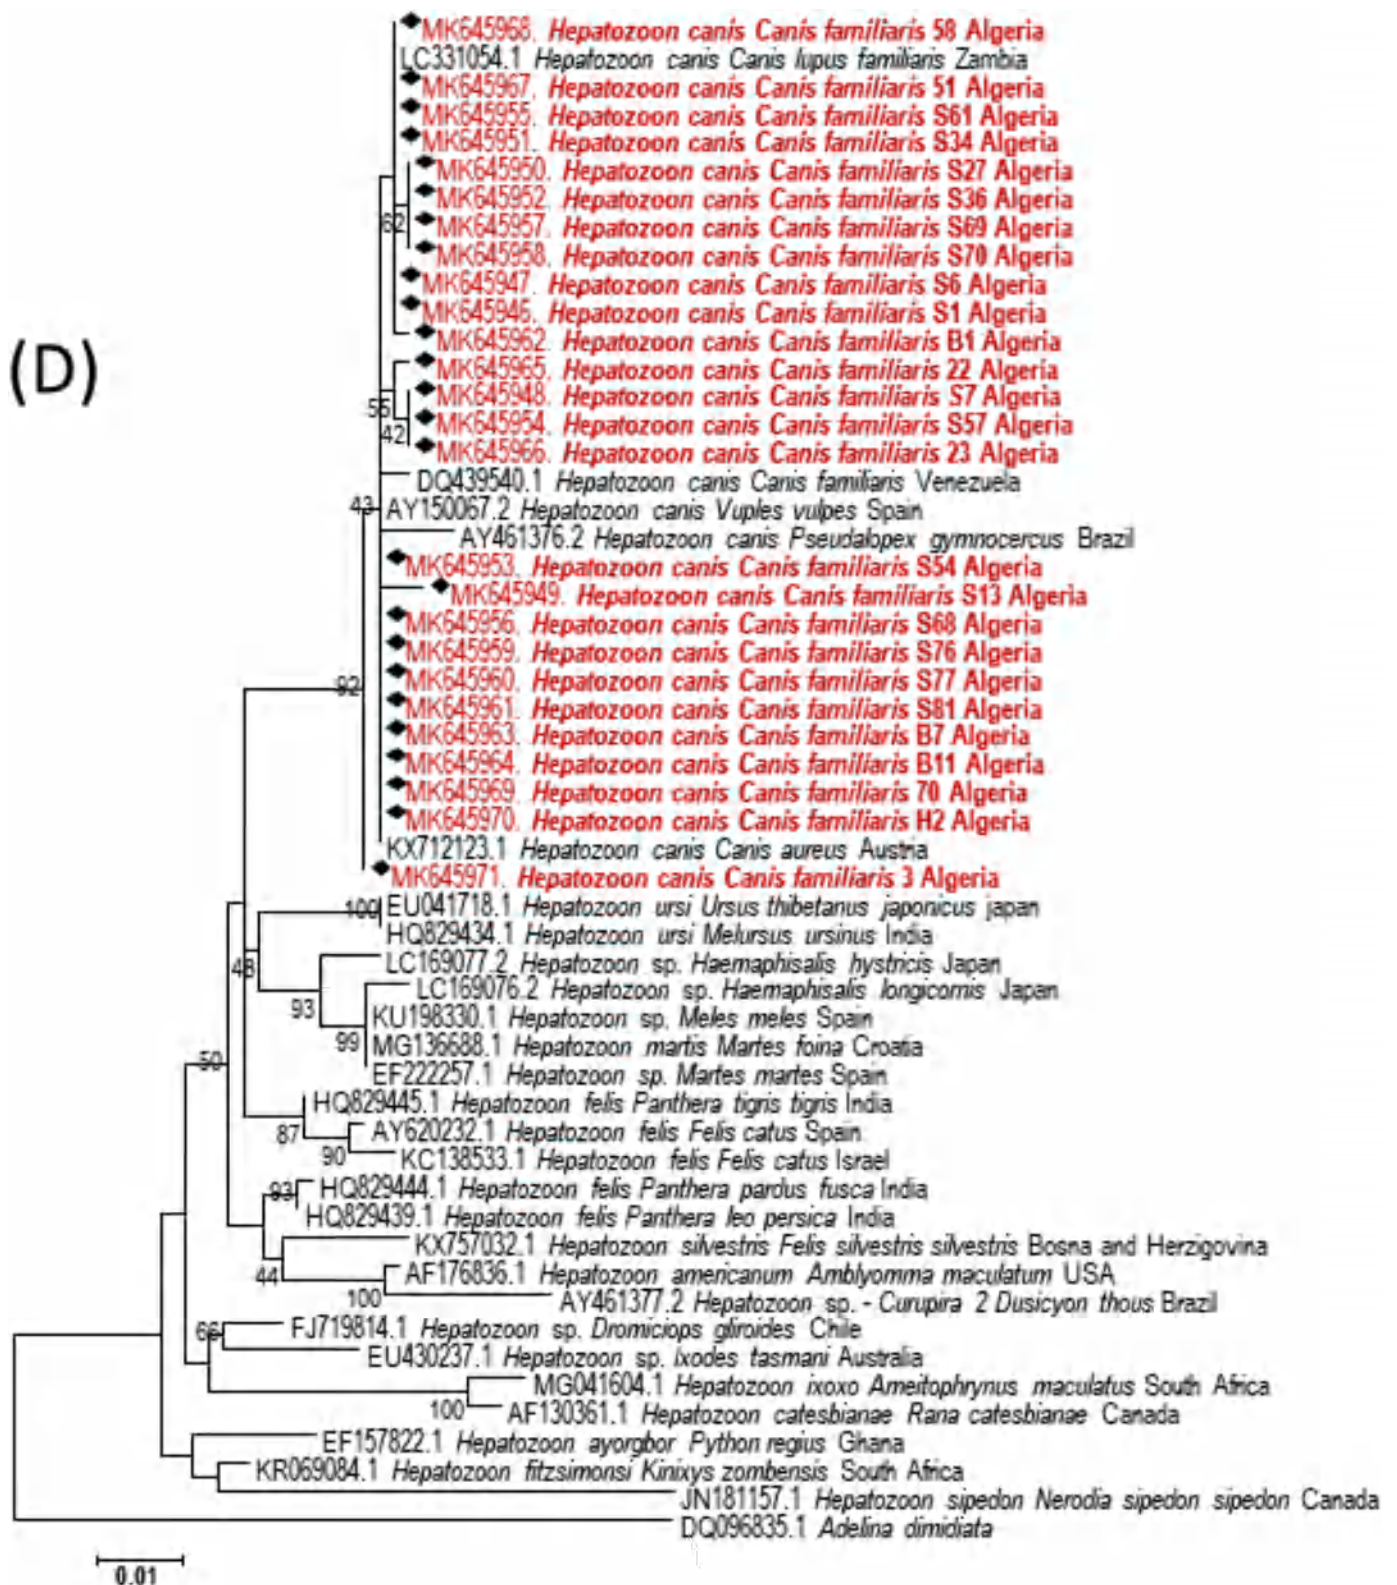 MK645968. Hepatozoon canis Canis familiaris 58 Algeria
LC331054.1 Hepatozoon canis Canis lupus familiaris Zambia
MK645967. Hepatozoon canis Canis familiaris 51 Algeria
MK645955. Hepatozoon canis Canis familiaris S61 Algeria
MK645951. Hepatozoon canis Canis familiaris S34 Algeria
MK645950. Hepatozoon canis Canis familiaris S27 Algeria
MK645952. Hepatozoon canis Canis familiaris S36 Algeria
62 MK645957. Hepatozoon canis Canis familiaris S69 Algeria
MK645958. Hepatozoon canis Canis familiaris S70 Algeria
MK645947. Hepatozoon canis Canis familiaris S6 Algeria
MK645946. Hepatozoon canis Canis familiaris S1 Algeria
MK645962. Hepatozoon canis Canis familiaris B1 Algeria
(D)
MK645965. Hepatozoon canis Canis familiaris 22 Algeria
55 MK645948. Hepatozoon canis Canis familiaris S7 Algeria
42 MK645954. Hepatozoon canis Canis familiaris S57 Algeria
MK645966. Hepatozoon canis Canis familiaris 23 Algeria
DQ439540.1 Hepatozoon canis Canis familiaris Venezuela
43 AY150067.2 Hepatozoon canis Vuples vulpes Spain
AY461376.2 Hepatozoon canis Pseudalopex gymnocercus Brazil
MK645953. Hepatozoon canis Canis familiaris S54 Algeria
MK645949. Hepatozoon canis Canis familiaris S13 Algeria
MK645956. Hepatozoon canis Canis familiaris S68 Algeria
MK645959. Hepatozoon canis Canis familiaris S76 Algeria
92 MK645960. Hepatozoon canis Canis familiaris S77 Algeria
MK645961. Hepatozoon canis Canis familiaris S81 Algeria
MK645963. Hepatozoon canis Canis familiaris B7 Algeria
MK645964. Hepatozoon canis Canis familiaris B11 Algeria
MK645969. Hepatozoon canis Canis familiaris 70 Algeria
MK645970. Hepatozoon canis Canis familiaris H2 Algeria
KX712123.1 Hepatozoon canis Canis aureus Austria
MK645971. Hepatozoon canis Canis familiaris 3 Algeria
100 EU041718.1 Hepatozoon ursi Ursus thibetanus japonicus japan
HQ829434.1 Hepatozoon ursi Melursus ursinus India
48 LC169077.2 Hepatozoon sp. Haemaphisalis hystricis Japan
LC169076.2 Hepatozoon sp. Haemaphisalis longicornis Japan
93 KU198330.1 Hepatozoon sp. Meles meles Spain
99 MG136688.1 Hepatozoon martis Martes foina Croatia
50 EF222257.1 Hepatozoon sp. Martes martes Spain
HQ829445.1 Hepatozoon felis Panthera tigris tigris India
87 AY620232.1 Hepatozoon felis Felis catus Spain
90 KC138533.1 Hepatozoon felis Felis catus Israel
93 HQ829444.1 Hepatozoon felis Panthera pardus fusca India
HQ829439.1 Hepatozoon felis Panthera leo persica India
KX757032.1 Hepatozoon silvestris Felis silvestris silvestris Bosna and Herzigovina
44 AF176836.1 Hepatozoon americanum Amblyomma maculatum USA
100 AY461377.2 Hepatozoon sp. - Curupira 2 Dusicyon thous Brazil
66 FJ719814.1 Hepatozoon sp. Dromiciops gliroides Chile
EU430237.1 Hepatozoon sp. Ixodes tasmani Australia
MG041604.1 Hepatozoon ixoxo Ameitophrynus maculatus South Africa
100 AF130361.1 Hepatozoon catesbianae Rana catesbianae Canada
EF157822.1 Hepatozoon ayorgbor Python regius Ghana
KR069084.1 Hepatozoon fitzsimonsi Kinixys zombensis South Africa
JN181157.1 Hepatozoon sipedon Nerodia sipedon sipedon Canada
DQ096835.1 Adelina dimidiata
0.01